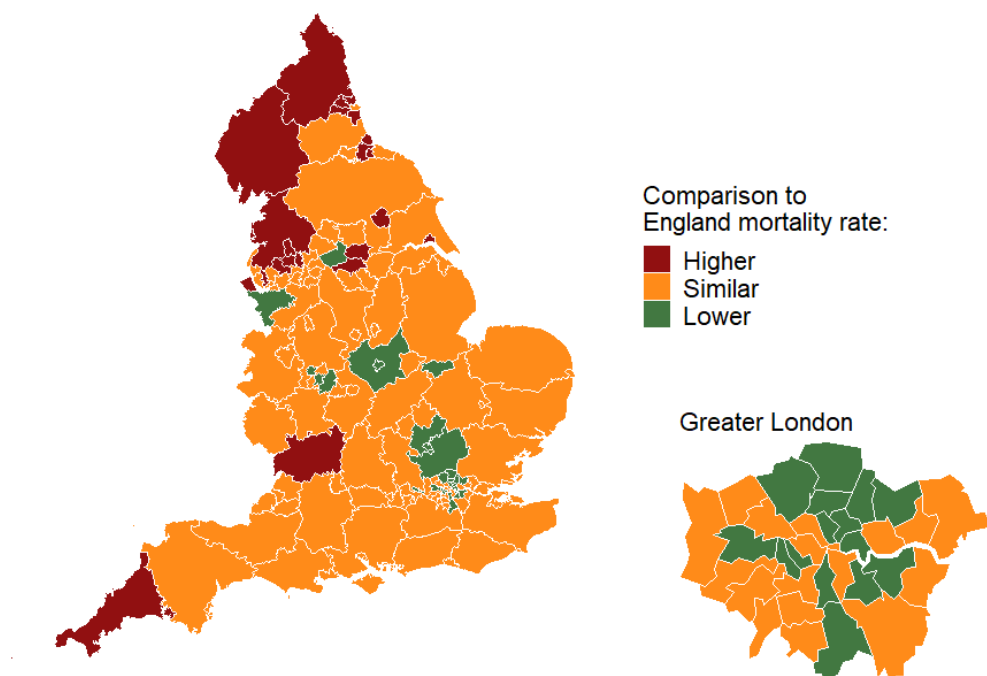 Comparison to
England mortality rate:
Higher
Similar
Lower
Greater London